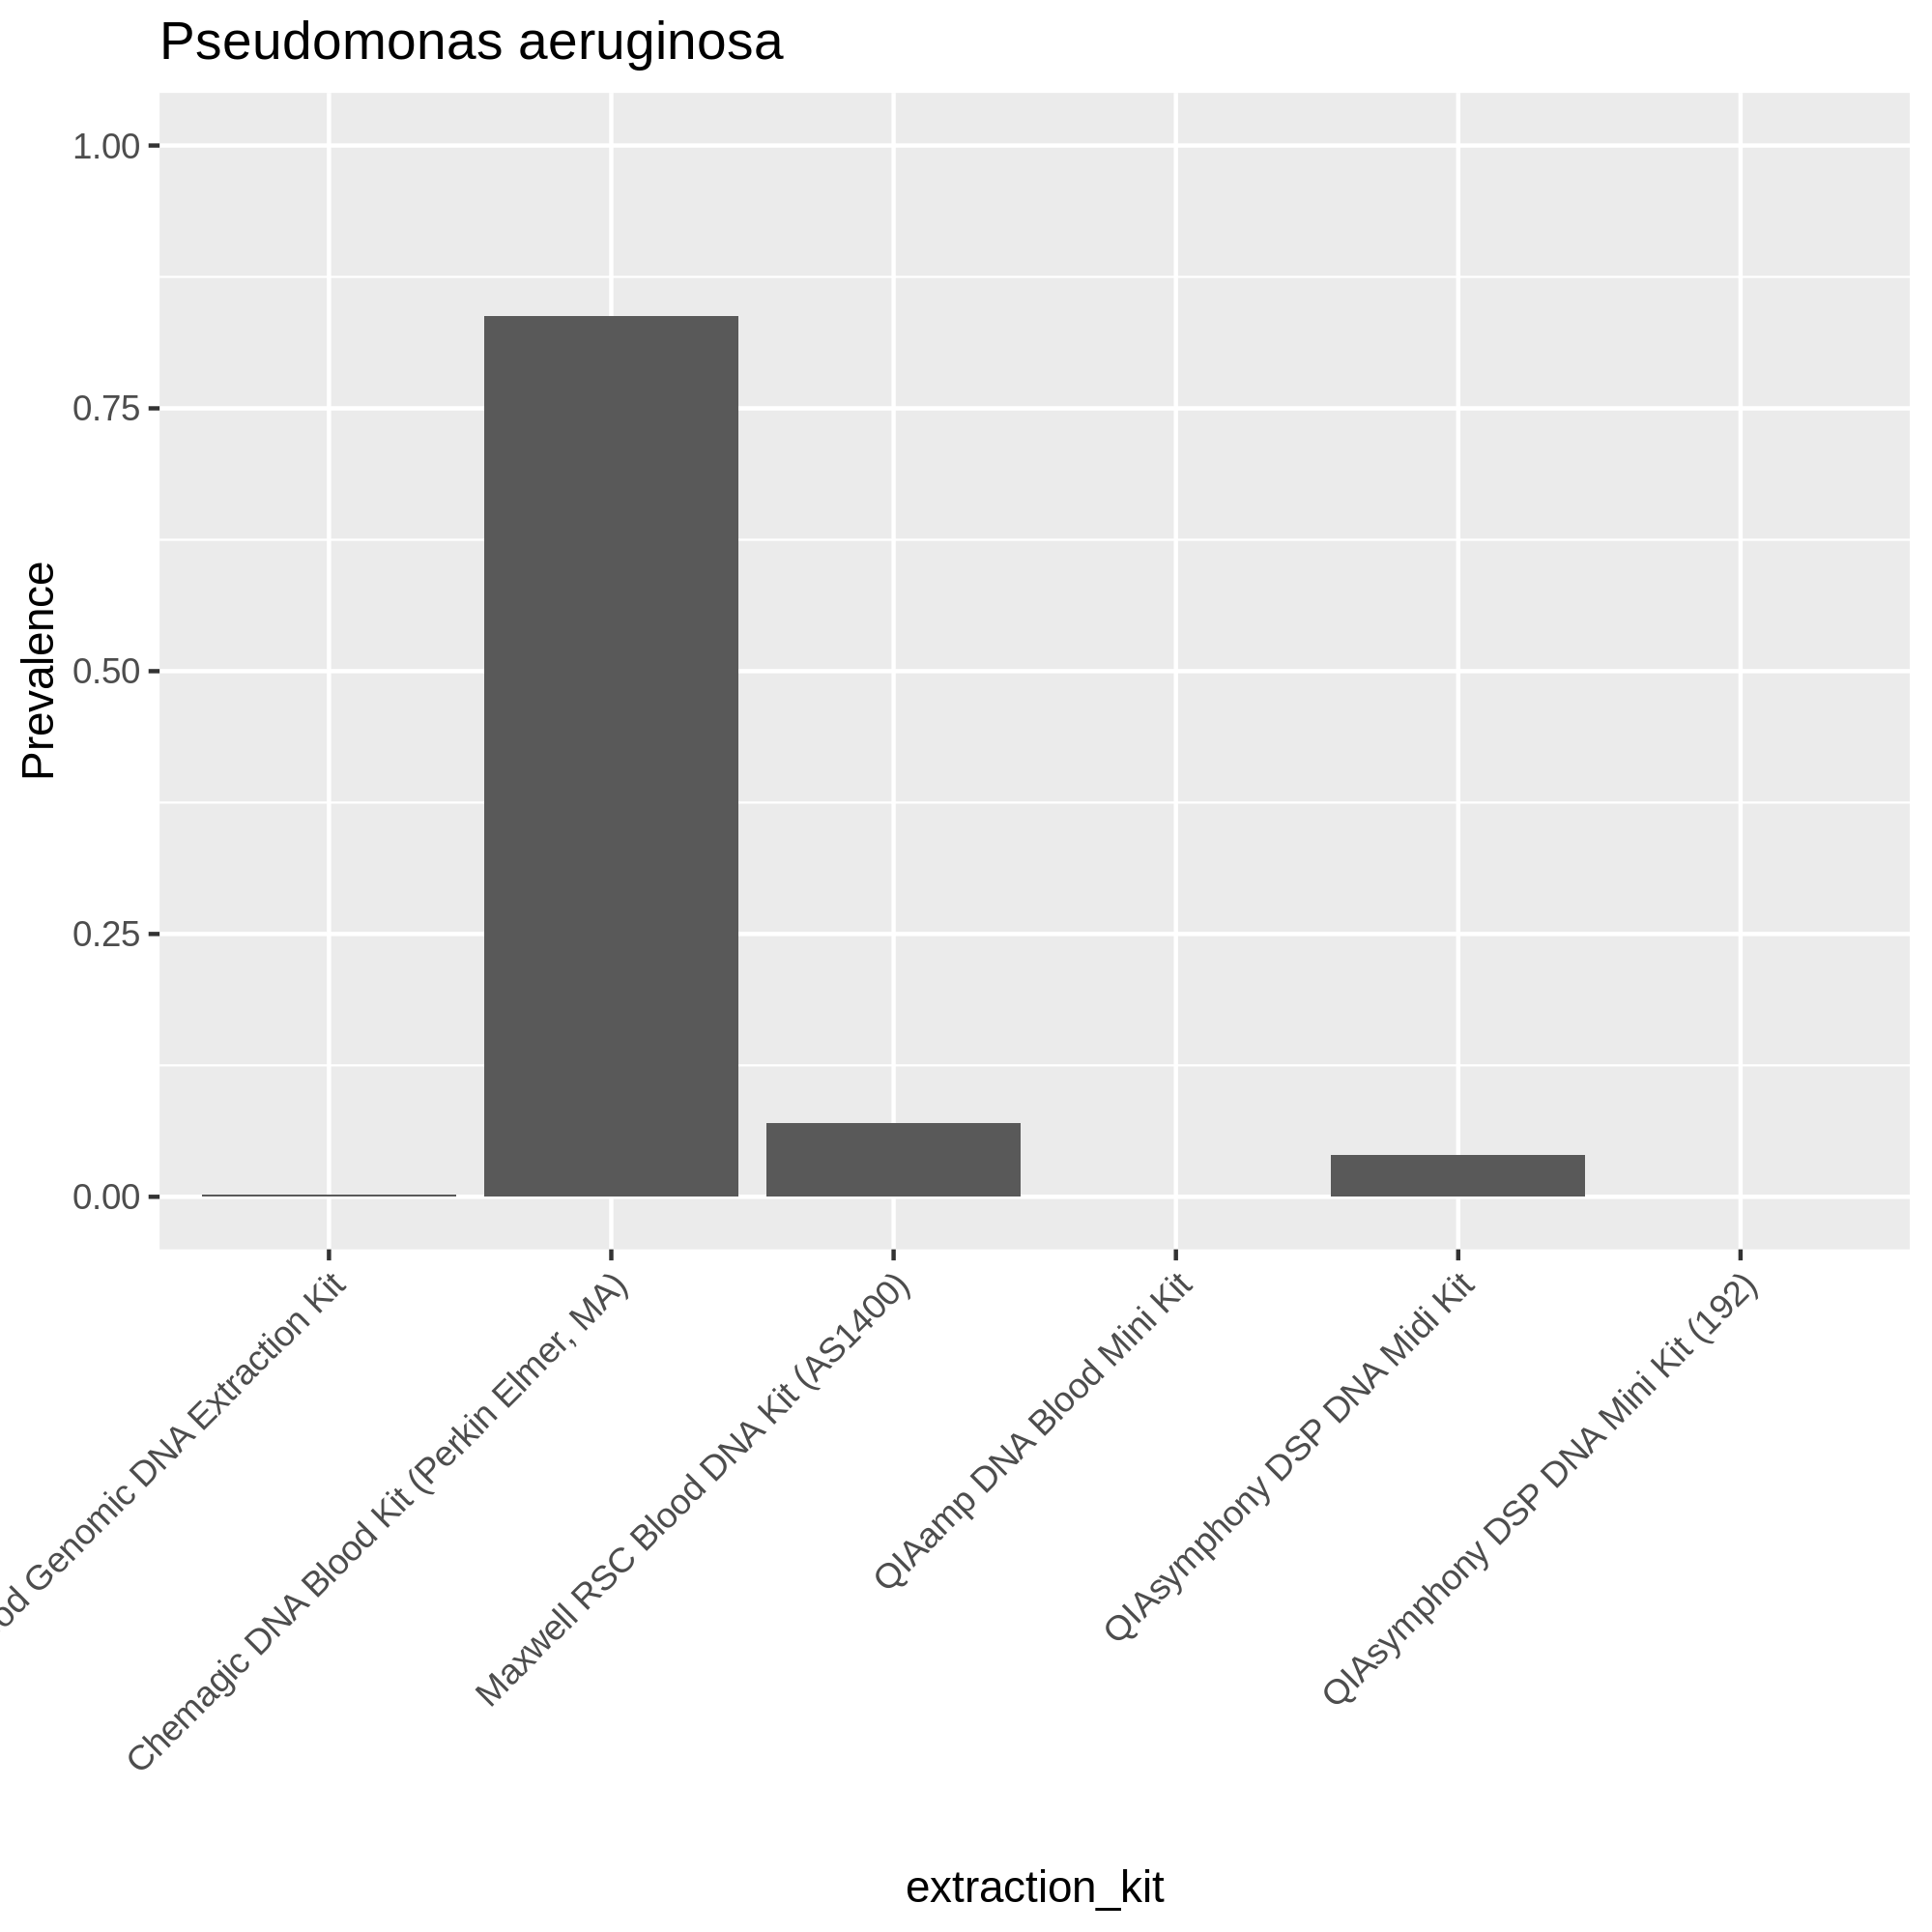 Pseudomonas aeruginosa
Prevalence
1.00
0.75
0.50
0.25
0.00
Genomic DNA Extraction Kit
Chemagic DNA Blood Kit (Perkin Elmer, MA)
Maxwell RSC Blood DNA Kit (AS1400)
QIAamp DNA Blood Mini Kit
QIAsymphony DSP DNA Midi Kit
QIAsymphony DSP DNA Mini Kit (192)
extraction_kit